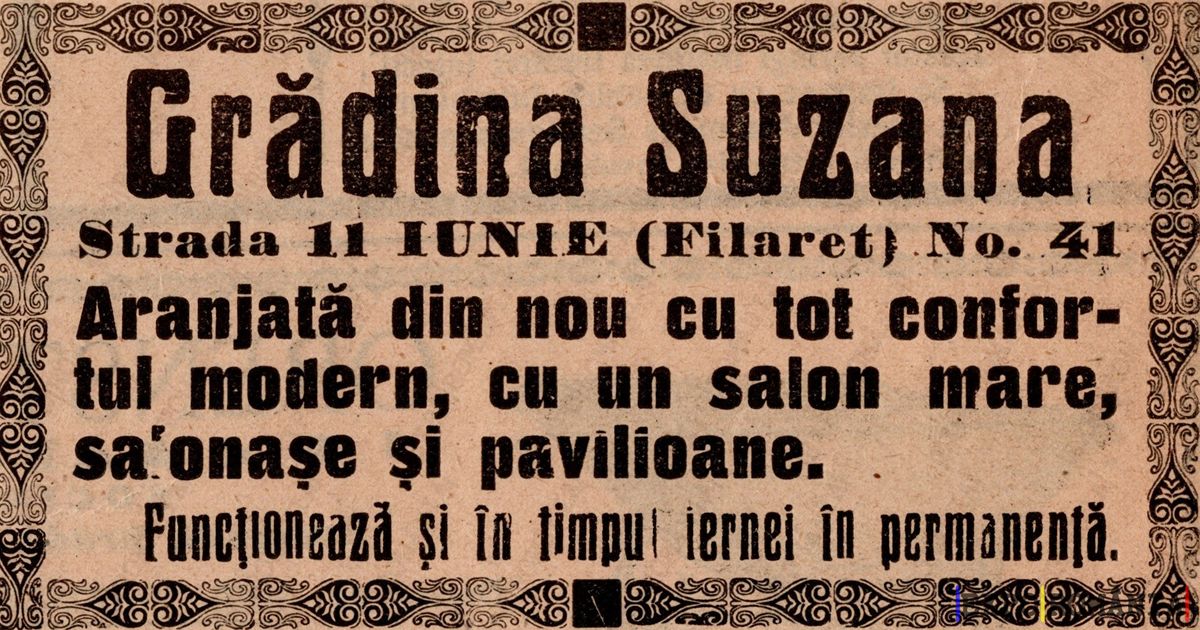 Grădina Suzana
Strada 11 IUNIE (Filaret) No. 41
Aranjată din nou cu tot confor-
tul modern, cu un salon mare,
salonașe și pavilioane.
Funcționează și în timpul iernei în permanență.